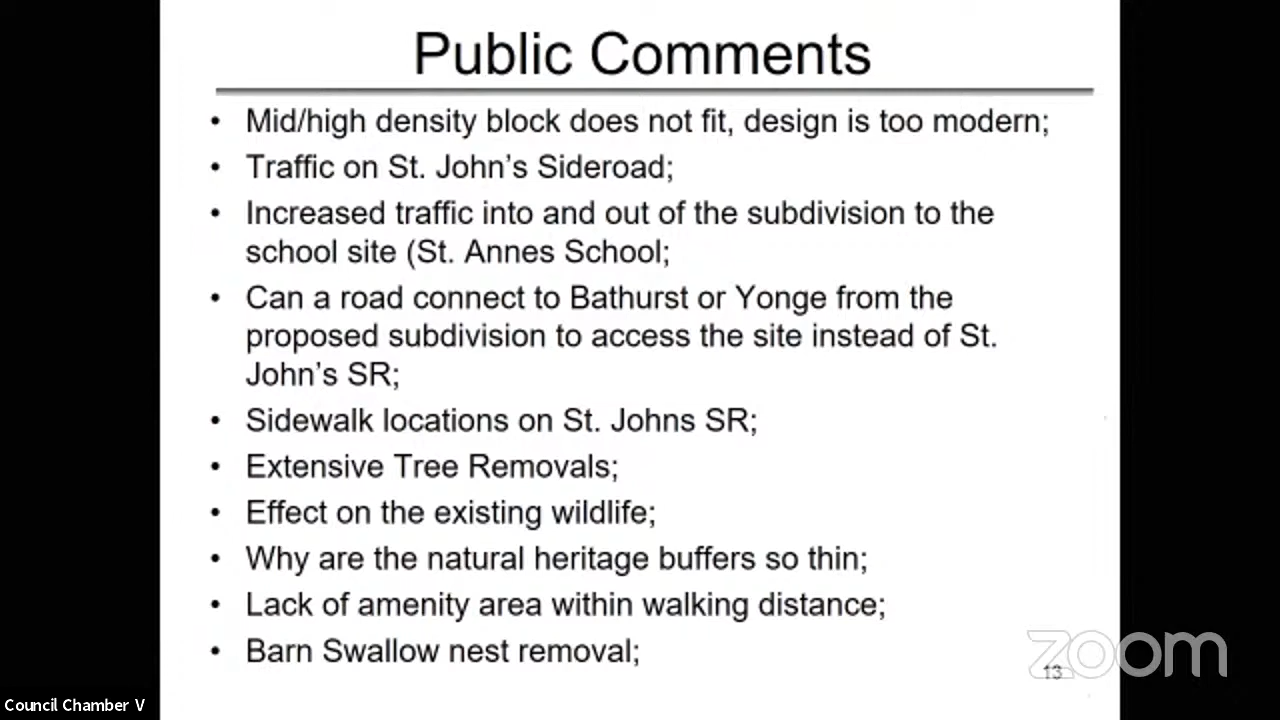 Public Comments
• Mid/high density block does not fit, design is too modern;
• Traffic on St. John’s Sideroad;
• Increased traffic into and out of the subdivision to the
school site (St. Annes School;
• Can a road connect to Bathurst or Yonge from the
proposed subdivision to access the site instead of St.
John’s SR;
• Sidewalk locations on St. Johns SR;
• Extensive Tree Removals;
• Effect on the existing wildlife;
• Why are the natural heritage buffers so thin;
• Lack of amenity area within walking distance;
• Barn Swallow nest removal;
zoom
13
Council Chamber V